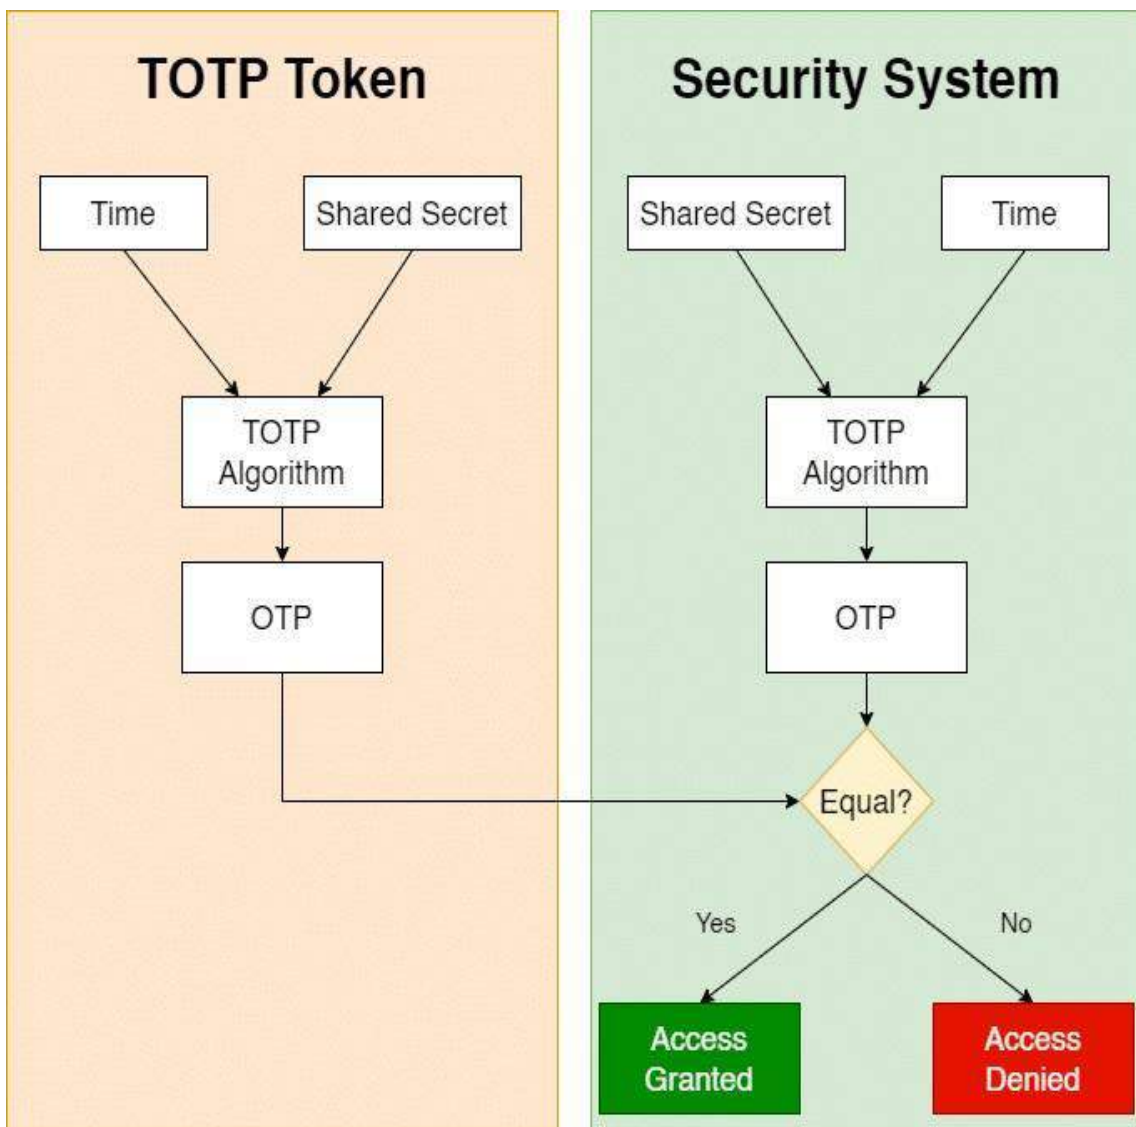 TOTP Token
Time
Shared Secret
TOTP
Algorithm
OTP
Security System
Shared Secret
Time
TOTP
Algorithm
OTP
Equal?
Yes
No
Access
Granted
Access
Denied